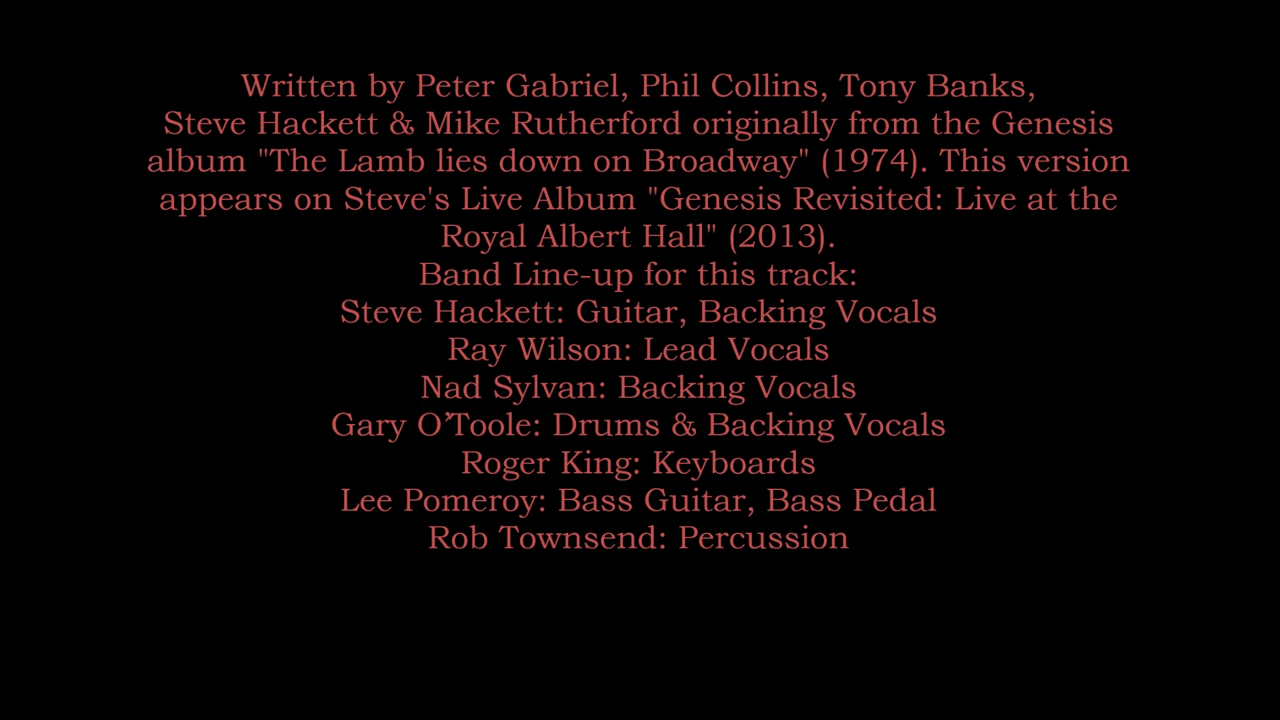 Written by Peter Gabriel, Phil Collins, Tony Banks,
Steve Hackett & Mike Rutherford originally from the Genesis
album "The Lamb lies down on Broadway" (1974). This version
appears on Steve's Live Album "Genesis Revisited: Live at the
Royal Albert Hall" (2013).
Band Line-up for this track:
Steve Hackett: Guitar, Backing Vocals
Ray Wilson: Lead Vocals
Nad Sylvan: Backing Vocals
Gary O’Toole: Drums & Backing Vocals
Roger King: Keyboards
Lee Pomeroy: Bass Guitar, Bass Pedal
Rob Townsend: Percussion